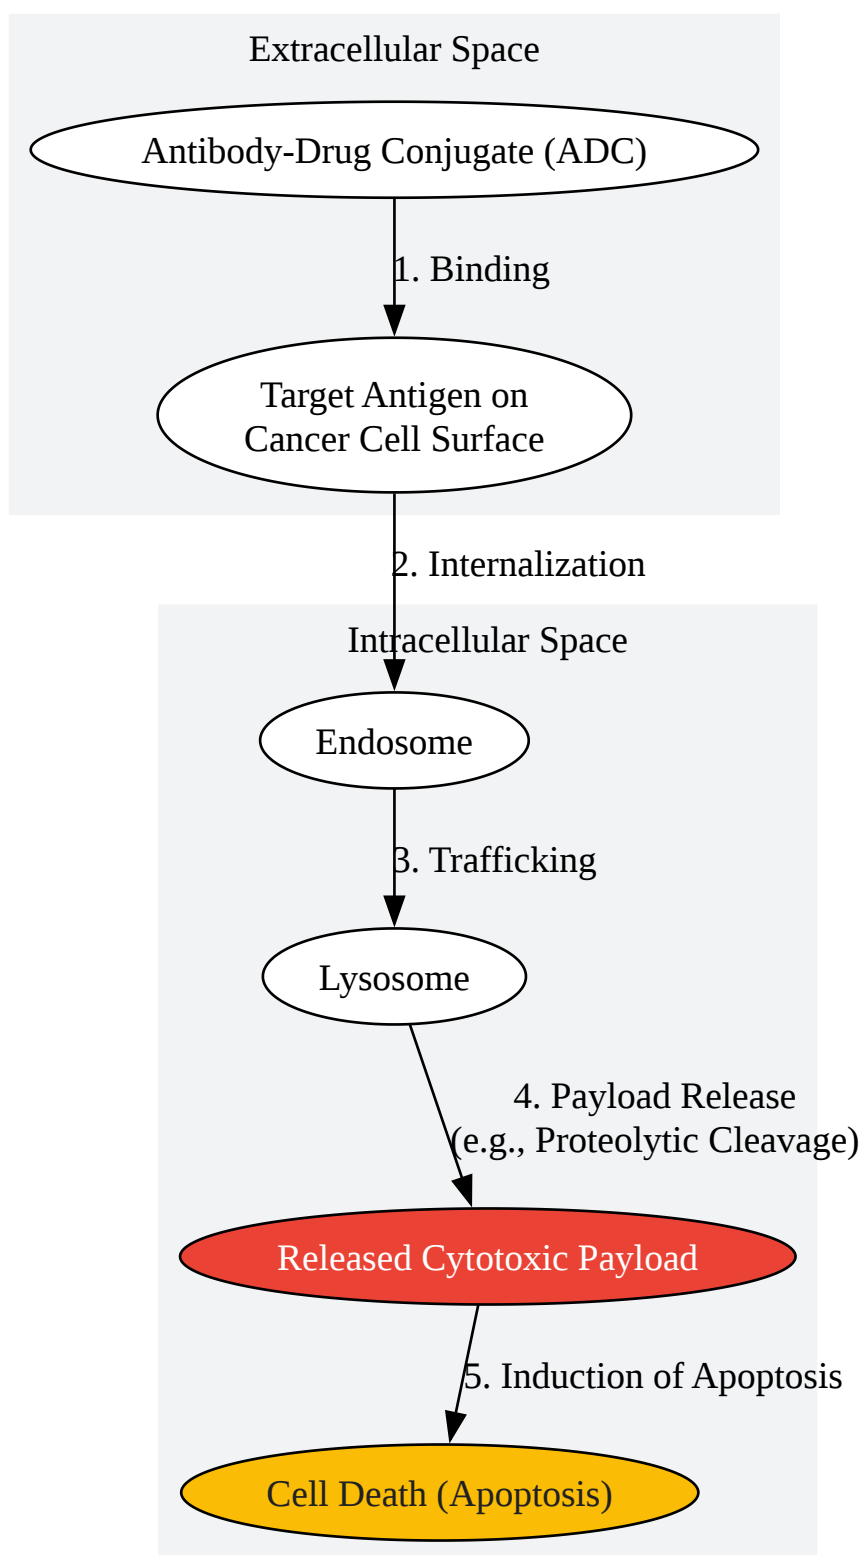 Extracellular Space
Antibody-Drug Conjugate (ADC)
1. Binding
Target Antigen on
Cancer Cell Surface
2. Internalization
Intracellular Space
Endosome
3. Trafficking
Lysosome
4. Payload Release
(e.g., Proteolytic Cleavage)
Released Cytotoxic Payload
5. Induction of Apoptosis
Cell Death (Apoptosis)